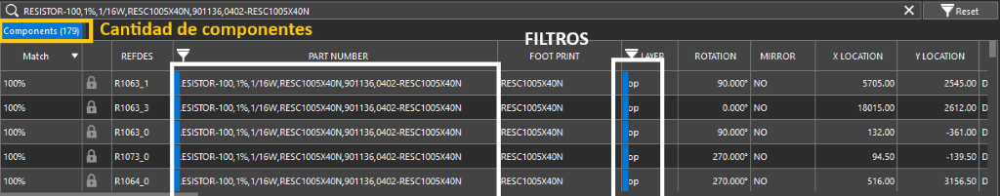 RESISTOR-100,1%,1/16W,RESC1005X40N,901136,0402-RESC1005X40N Reset
Components (179) Cantidad de componentes
FILTROS
Match REFDES PART NUMBER FOOT PRINT LAYER ROTATION MIRROR X LOCATION Y LOCATION
100% R1063_1 .ESISTOR-100,1%,1/16W,RESC1005X40N,901136,0402-RESC1005X40N RESC1005X40N op 90.000° NO 5705.00 2545.00 D
100% R1063_3 .ESISTOR-100,1%,1/16W,RESC1005X40N,901136,0402-RESC1005X40N RESC1005X40N op 0.000° NO 18015.00 2612.00 D
100% R1063_0 .ESISTOR-100,1%,1/16W,RESC1005X40N,901136,0402-RESC1005X40N RESC1005X40N op 90.000° NO 132.00 -361.00 D
100% R1073_0 .ESISTOR-100,1%,1/16W,RESC1005X40N,901136,0402-RESC1005X40N RESC1005X40N op 270.000° NO 94.50 -139.50 D
100% R1064_0 .ESISTOR-100,1%,1/16W,RESC1005X40N,901136,0402-RESC1005X40N RESC1005X40N op 270.000° NO 516.00 3156.50 D